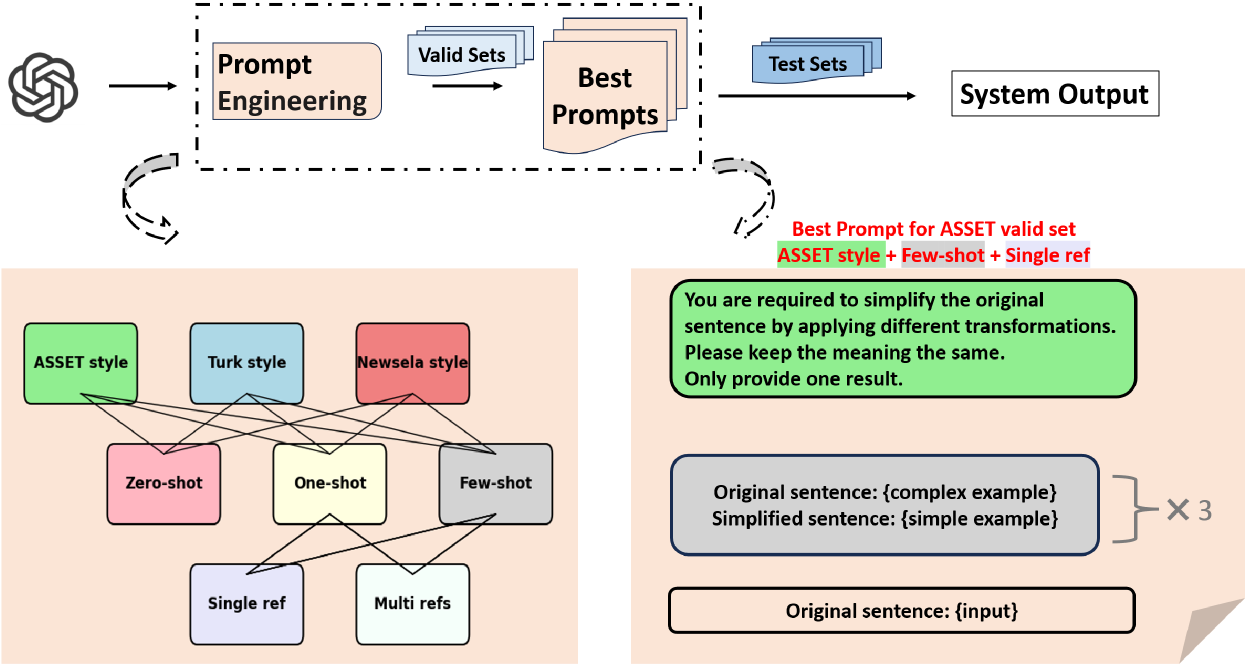 Prompt
Engineering
Valid Sets
Best
Prompts
Test Sets
System Output
Best Prompt for ASSET valid set
ASSET style + Few-shot + Single ref
ASSET style
Turk style
Newsela style
Zero-shot
One-shot
Few-shot
Single ref
Multi refs
You are required to simplify the original
sentence by applying different transformations.
Please keep the meaning the same.
Only provide one result.
Original sentence: {complex example}
Simplified sentence: {simple example}
× 3
Original sentence: {input}